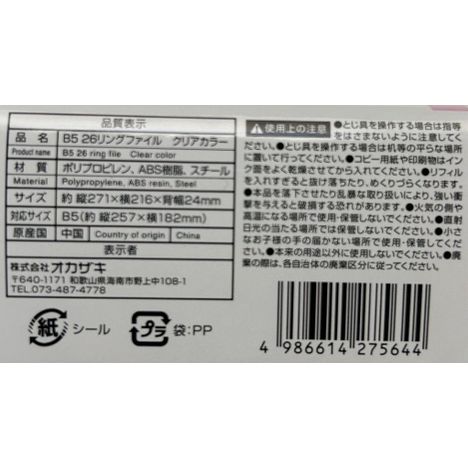 品質表示
品名 B5 26リングファイル クリアカラー
Product name B5 26 ring file Clear color
材質 ポリプロピレン、ABS樹脂、スチール
Material Polypropylene, ABS resin, Steel
サイズ 約 縦271×横216×背幅24mm
対応サイズ B5(約 縦257×横182mm)
原産国 中国 Country of origin China
表示者
株式会社オカザキ
〒640-1171 和歌山県海南市野上中108-1
TEL.073-487-4778
使用上の注意 ●とじ具を操作する場合は指等
をはさまないように注意してく
ださい。●とじ具を操作する場合は机等の平らな場所
に置いて行ってください。●コピー用紙や印刷物はイン
ク面をよく乾燥させてから入れてください。●リフィル
を入れすぎると抜け落ちたり、めくりづらくなります。
●本品を落下させたり乱暴な取り扱いにより、強い衝
撃を与えると破損する恐れがあります。●火気の側や
高温になる場所で使用・保管しないでください。●直射
日光の当たる場所で保管しないでください。●小さ
なお子様の手の届かない場所で使用・保管してくださ
い。●本来の用途以外に使用しないでください。●廃
棄の際は、各自治体の廃棄区分に従ってください。
紙 シール プラ 袋:PP
4 986614 275644